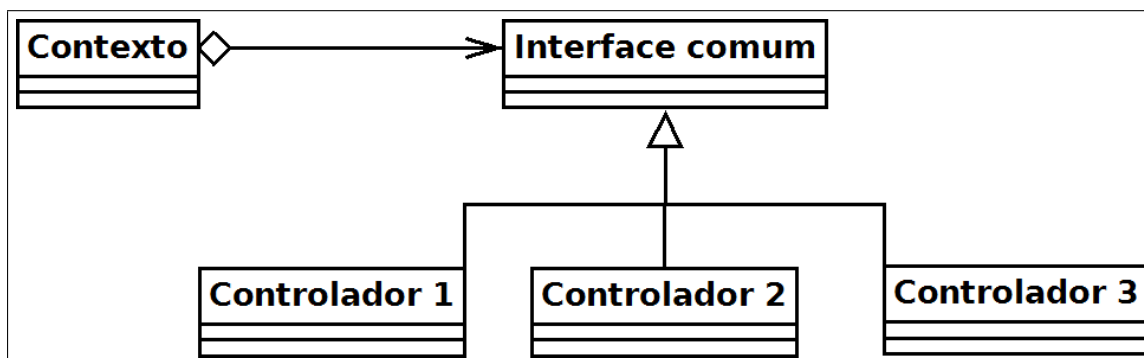 Contexto
Interface comum
Controlador 1
Controlador 2
Controlador 3